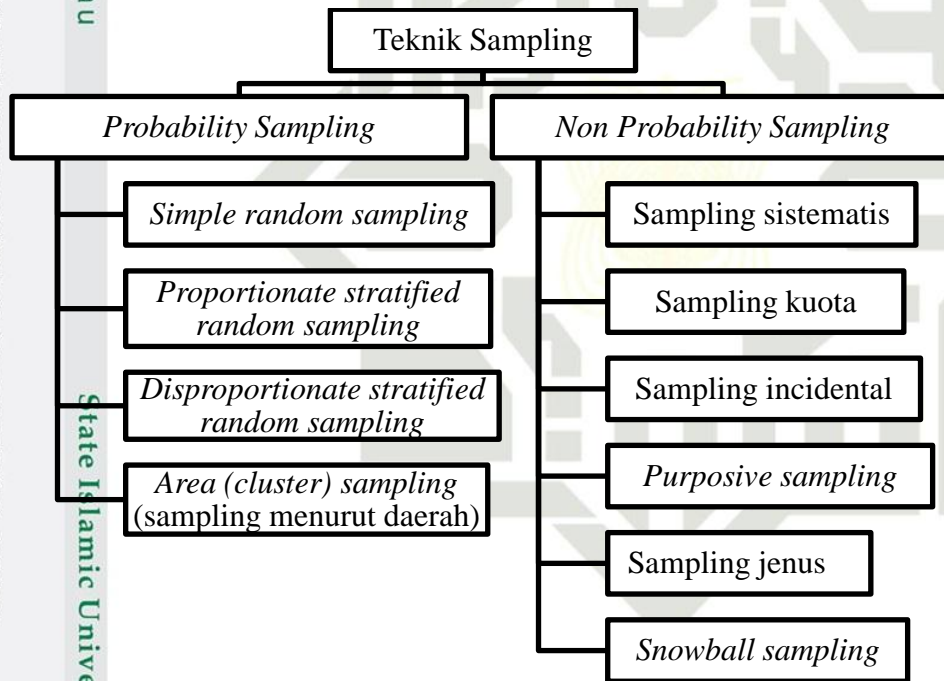 Teknik Sampling
Probability Sampling
Simple random sampling
Proportionate stratified
random sampling
Disproportionate stratified
random sampling
Area (cluster) sampling
(sampling menurut daerah)
Non Probability Sampling
Sampling sistematis
Sampling kuota
Sampling incidental
Purposive sampling
Sampling jenus
Snowball sampling
State Islamic Unive